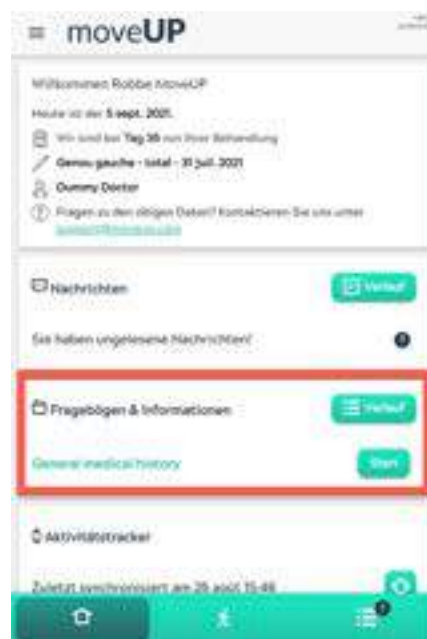 moveUP
Willkommen Robbe MoveUP
Heute ist der 5 sept. 2021.
Wir sind bei Tag 36 von Ihrer Behandlung
Genou gauche - total - 31 juil. 2021
Dummy Doctor
Fragen zu den obigen Daten? Kontaktieren Sie uns unter
Nachrichten
Verlauf
Sie haben ungelesene Nachrichten!
Fragebögen & Informationen
Verlauf
General medical history
Start
Aktivitätstracker
Zuletzt synchronisiert am 26 août 15:46